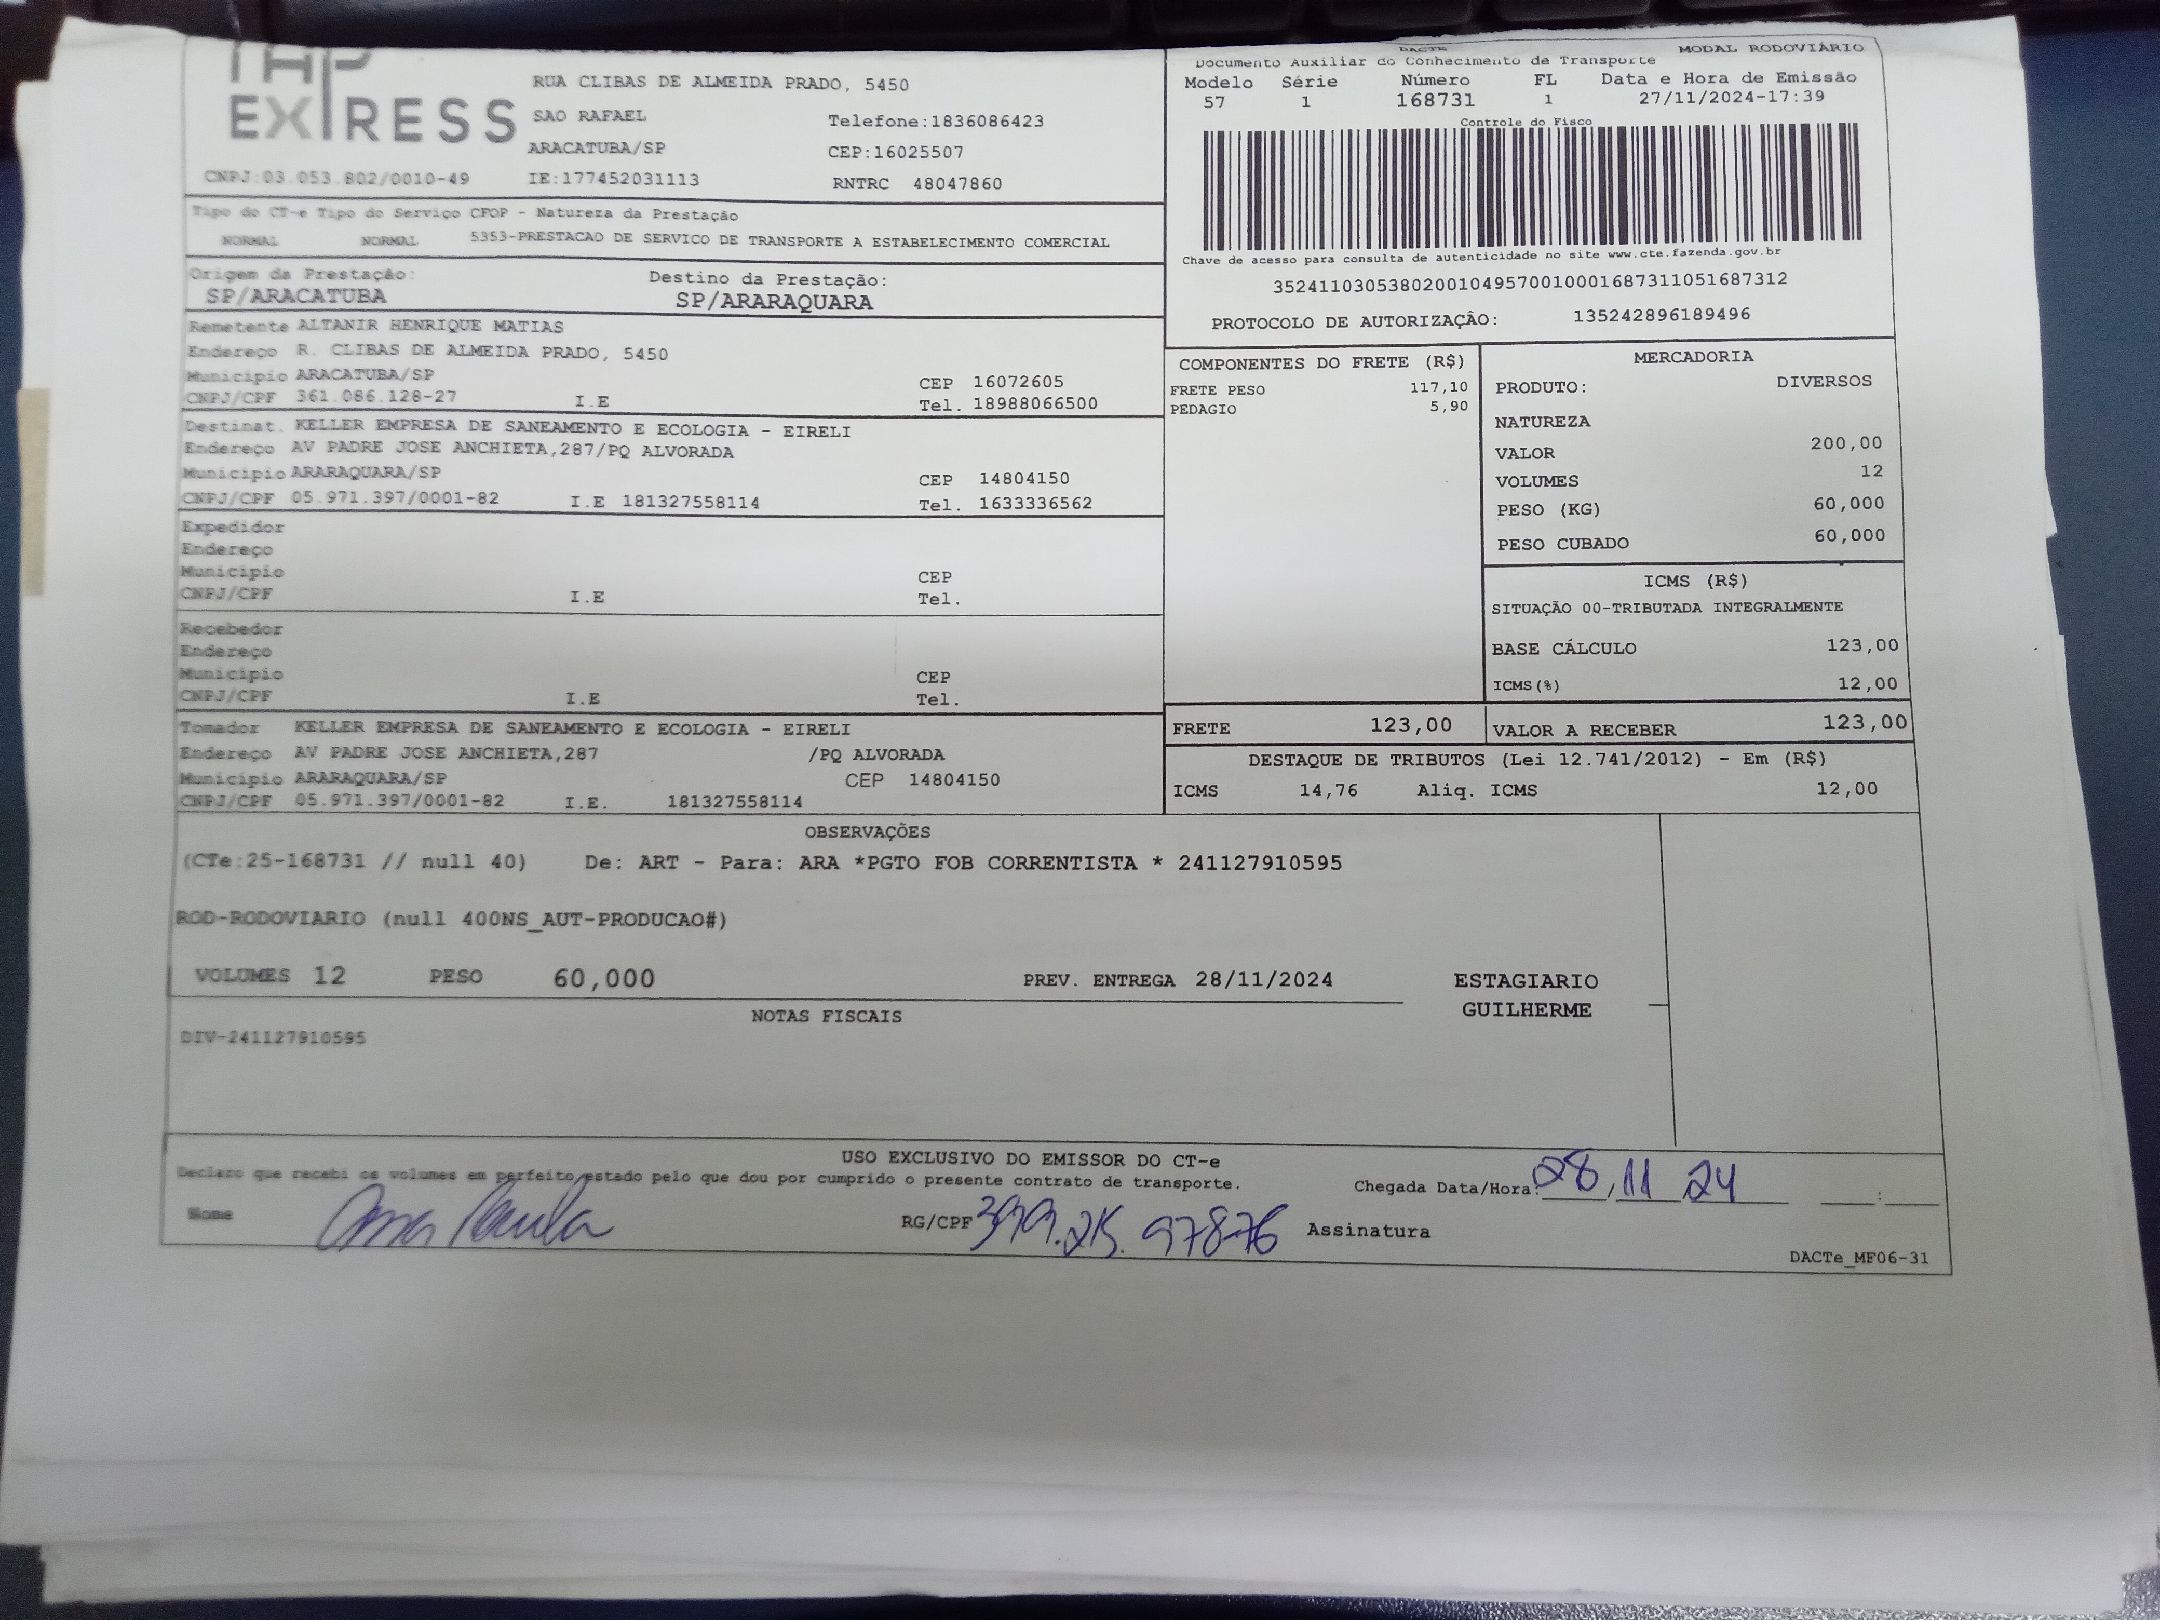 EXPRESS
RUA CLIBAS DE ALMEIDA PRADO, 5450
SAO RAFAEL
Telefone:1836086423
ARACATUBA/SP
CEP:16025507
CNPJ:03.053.802/0010-49 IE:177452031113
RNTRC 48047860
DACTE
MODAL RODOVIÁRIO
Documento Auxiliar do Conhecimento de Transporte
Modelo Série Número FL Data e Hora de Emissão
57 1 168731 1 27/11/2024-17:39
Controle do Fisco
Chave de acesso para consulta de autenticidade no site www.cte.fazenda.gov.br
35241103053802001049570010001687311051687312
PROTOCOLO DE AUTORIZAÇÃO: 135242896189496
Tipo do CT-e Tipo do Serviço CFOP - Natureza da Prestação
NORMAL NORMAL 5353-PRESTACAO DE SERVICO DE TRANSPORTE A ESTABELECIMENTO COMERCIAL
Origem da Prestação: Destino da Prestação:
SP/ARACATUBA SP/ARARAQUARA
Remetente ALTANIR HENRIQUE MATIAS
Endereço R. CLIBAS DE ALMEIDA PRADO, 5450
Município ARACATUBA/SP CEP 16072605
CNPJ/CPF 361.086.128-27 I.E Tel. 18988066500
Destinat. KELLER EMPRESA DE SANEAMENTO E ECOLOGIA - EIRELI
Endereço AV PADRE JOSE ANCHIETA,287/PQ ALVORADA
Município ARARAQUARA/SP CEP 14804150
CNPJ/CPF 05.971.397/0001-82 I.E 181327558114 Tel. 1633336562
Expedidor
Endereço
Município CEP
CNPJ/CPF I.E Tel.
Recebedor
Endereço
Município CEP
CNPJ/CPF I.E Tel.
Tomador KELLER EMPRESA DE SANEAMENTO E ECOLOGIA - EIRELI
Endereço AV PADRE JOSE ANCHIETA,287 /PQ ALVORADA
Município ARARAQUARA/SP CEP 14804150
CNPJ/CPF 05.971.397/0001-82 I.E. 181327558114
COMPONENTES DO FRETE (R$)
FRETE PESO 117,10
PEDAGIO 5,90
MERCADORIA
PRODUTO: DIVERSOS
NATUREZA
VALOR 200,00
VOLUMES 12
PESO (KG) 60,000
PESO CUBADO 60,000
ICMS (R$)
SITUAÇÃO 00-TRIBUTADA INTEGRALMENTE
BASE CÁLCULO 123,00
ICMS(%) 12,00
FRETE 123,00 VALOR A RECEBER 123,00
DESTAQUE DE TRIBUTOS (Lei 12.741/2012) - Em (R$)
ICMS 14,76 Aliq. ICMS 12,00
OBSERVAÇÕES
(CTe:25-168731 // null 40) De: ART - Para: ARA *PGTO FOB CORRENTISTA * 241127910595
ROD-RODOVIARIO (null 400NS_AUT-PRODUCAO#)
VOLUMES 12 PESO 60,000 PREV. ENTREGA 28/11/2024 ESTAGIARIO
GUILHERME
NOTAS FISCAIS
DIV-241127910595
USO EXCLUSIVO DO EMISSOR DO CT-e
Declaro que recebi os volumes em perfeito estado pelo que dou por cumprido o presente contrato de transporte.
Chegada Data/Hora: 28,11 24 :
Nome Ana Paula RG/CPF Assinatura
DACTe_MF06-31